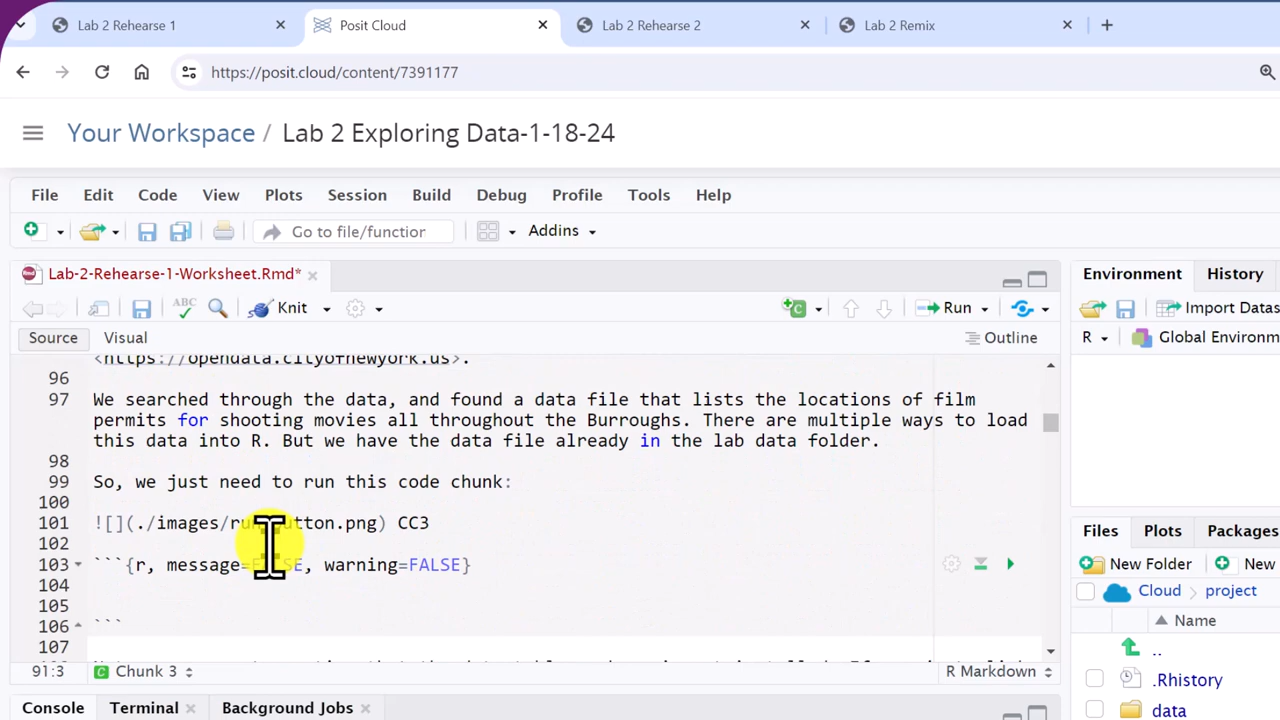 Lab 2 Rehearse 1
Posit Cloud
Lab 2 Rehearse 2
Lab 2 Remix
https://posit.cloud/content/7391177
Your Workspace / Lab 2 Exploring Data-1-18-24
File Edit Code View Plots Session Build Debug Profile Tools Help
Go to file/function Addins
Lab-2-Rehearse-1-Worksheet.Rmd*
Environment History
ABC Knit Run
Import Datas
Source Visual Outline
R Global Environm
<https://opendata.cityofnewyork.us>.
96
97 We searched through the data, and found a data file that lists the locations of film
permits for shooting movies all throughout the Burroughs. There are multiple ways to load
this data into R. But we have the data file already in the lab data folder.
98
99 So, we just need to run this code chunk:
100
101 ![](./images/run_button.png) CC3
102
103 ```{r, message=FALSE, warning=FALSE}
104
105
106 ```
107
91:3 Chunk 3 R Markdown
Console Terminal Background Jobs
Files Plots Packages
New Folder New
Cloud project
Name
..
.Rhistory
data